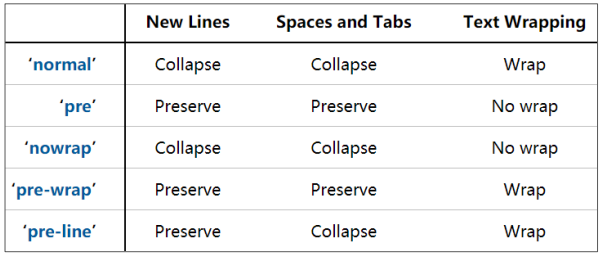 New Lines Spaces and Tabs Text Wrapping
‘normal’ Collapse Collapse Wrap
‘pre’ Preserve Preserve No wrap
‘nowrap’ Collapse Collapse No wrap
‘pre-wrap’ Preserve Preserve Wrap
‘pre-line’ Preserve Collapse Wrap